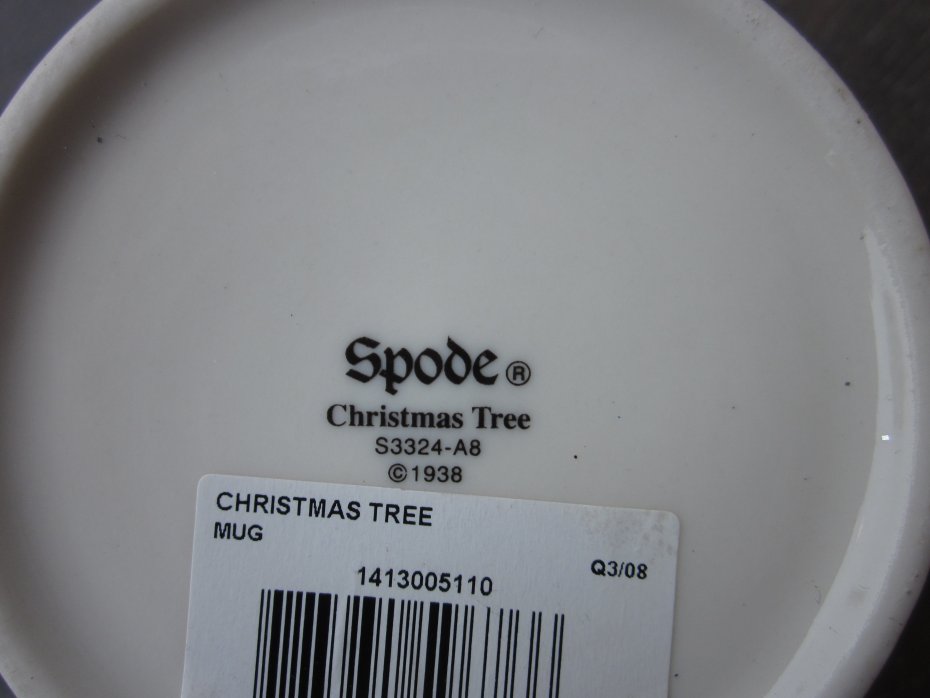 Spode ®
Christmas Tree
S3324-A8
©1938
CHRISTMAS TREE
MUG
Q3/08
1413005110